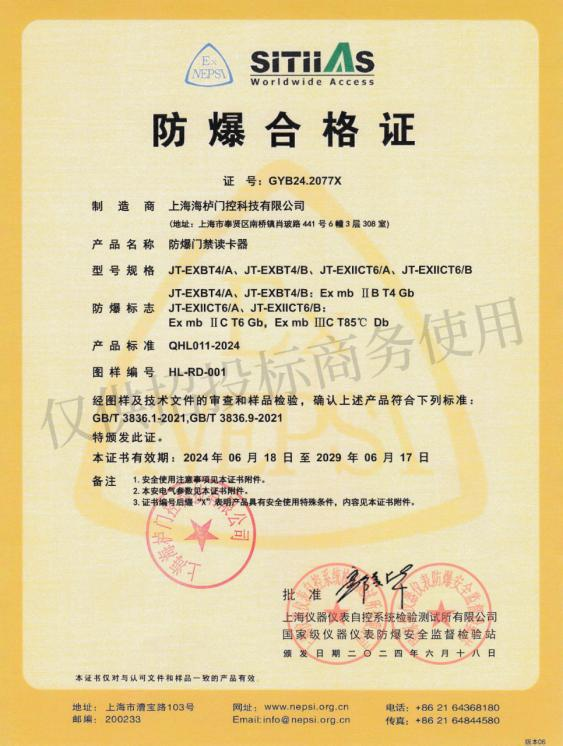 Ex
NEPSI
SITIIAS
Worldwide Access
防爆合格证
证 号：GYB24.2077X
制 造 商 上海海栌门控科技有限公司
(地址：上海市奉贤区南桥镇肖玻路 441 号 6 幢 3 层 308 室)
产品名称 防爆门禁读卡器
型号规格 JT-EXBT4/A、JT-EXBT4/B、JT-EXIICT6/A、JT-EXIICT6/B
JT-EXBT4/A、JT-EXBT4/B：Ex mb ⅡB T4 Gb
防爆标志 JT-EXIICT6/A、JT-EXIICT6/B：
Ex mb ⅡC T6 Gb，Ex mb ⅢC T85℃ Db
产品标准 QHL011-2024
图样编号 HL-RD-001
经图样及技术文件的审查和样品检验，确认上述产品符合下列标准：
GB/T 3836.1-2021,GB/T 3836.9-2021
特颁发此证。
本证书有效期：2024 年 06 月 18 日 至 2029 年 06 月 17 日
备注 1. 安全使用注意事项见本证书附件。
2. 本安电气参数见本证书附件。
3. 证书编号后缀“X”表明产品具有安全使用特殊条件，内容见本证书附件。
仅供招投标商务使用
上海海栌门控科技有限公司
批 准
上海仪器仪表自控系统检验测试所有限公司
国家级仪器仪表防爆安全监督检验站
颁发日期二〇二四年六月十八日
本证书仅对与认可文件和样品一致的产品有效。
地址：上海市漕宝路103号 网址：www.nepsi.org.cn 电话：+86 21 64368180
邮编：200233 Email:info@nepsi.org.cn 传真：+86 21 64844580
版本06